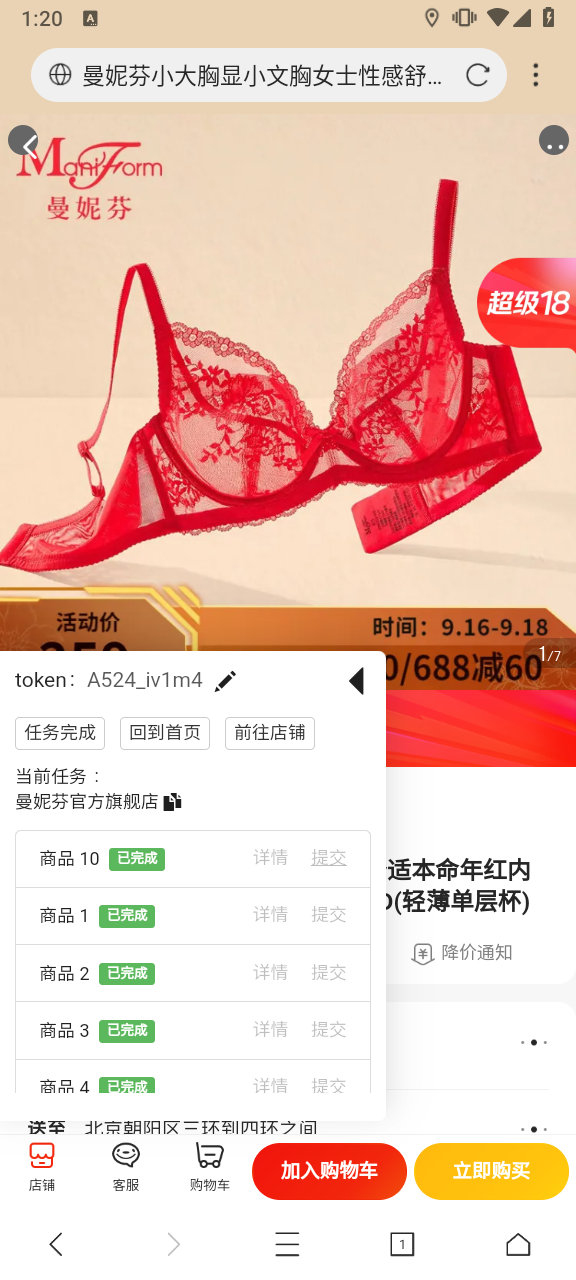 1:20 A
曼妮芬小大胸显小文胸女士性感舒...
ManiForm
曼妮芬
超级18
活动价
时间：9.16-9.18
0/688减60
1/7
token： A524_iv1m4
任务完成 回到首页 前往店铺
当前任务：
曼妮芬官方旗舰店
商品 10 已完成 详情 提交
商品 1 已完成 详情 提交
适本命年红内
(轻薄单层杯)
商品 2 已完成 详情 提交
降价通知
商品 3 已完成 详情 提交
商品 4 已完成 详情 提交
送至 北京朝阳区三环到四环之间
店铺 客服 购物车 加入购物车 立即购买
1